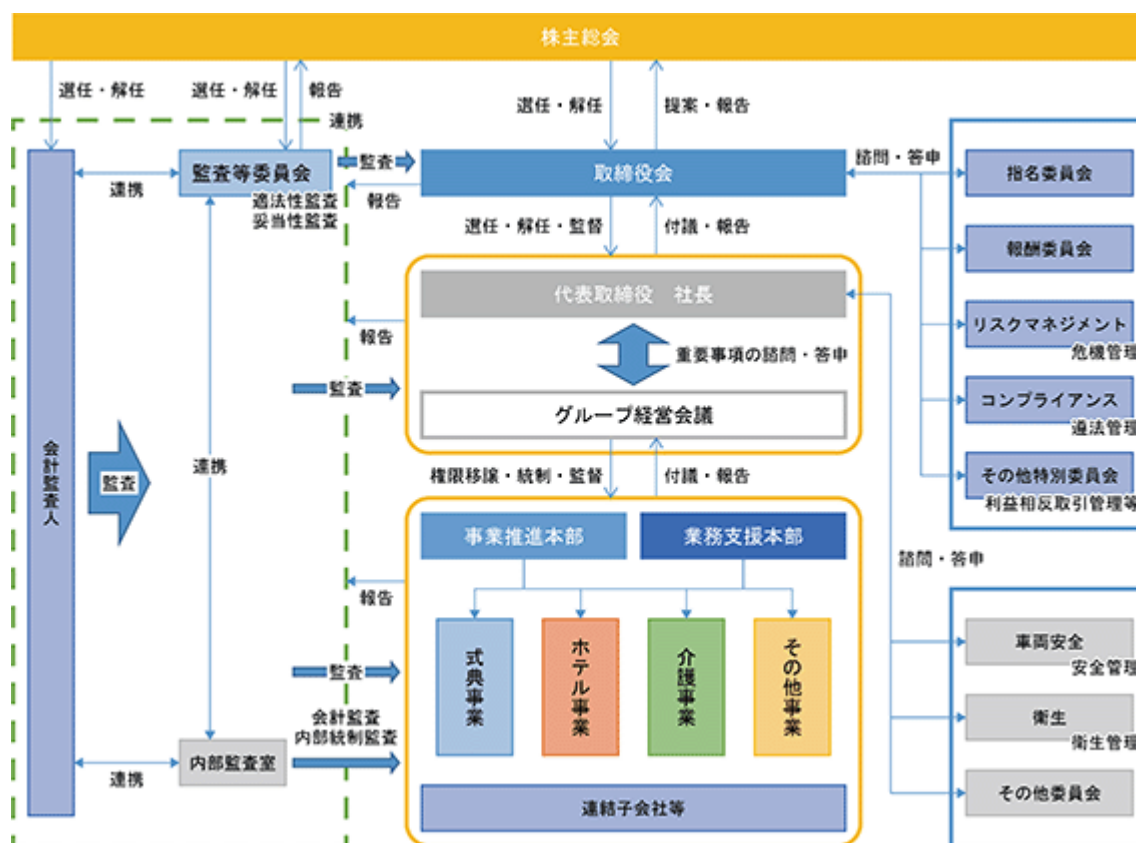 株主総会
選任・解任
選任・解任
報告
選任・解任
提案・報告
連携
監査等委員会
適法性監査
妥当性監査
連携
監査
報告
取締役会
諮問・答申
指名委員会
報酬委員会
リスクマネジメント
危機管理
コンプライアンス
遵法管理
その他特別委員会
利益相反取引管理等
選任・解任・監督
付議・報告
代表取締役 社長
報告
重要事項の諮問・答申
監査
グループ経営会議
会計監査人
監査
連携
権限移譲・統制・監督
付議・報告
事業推進本部
業務支援本部
諮問・答申
報告
式典事業
ホテル事業
介護事業
その他事業
監査
会計監査
内部統制監査
内部監査室
連携
連結子会社等
車両安全
安全管理
衛生
衛生管理
その他委員会